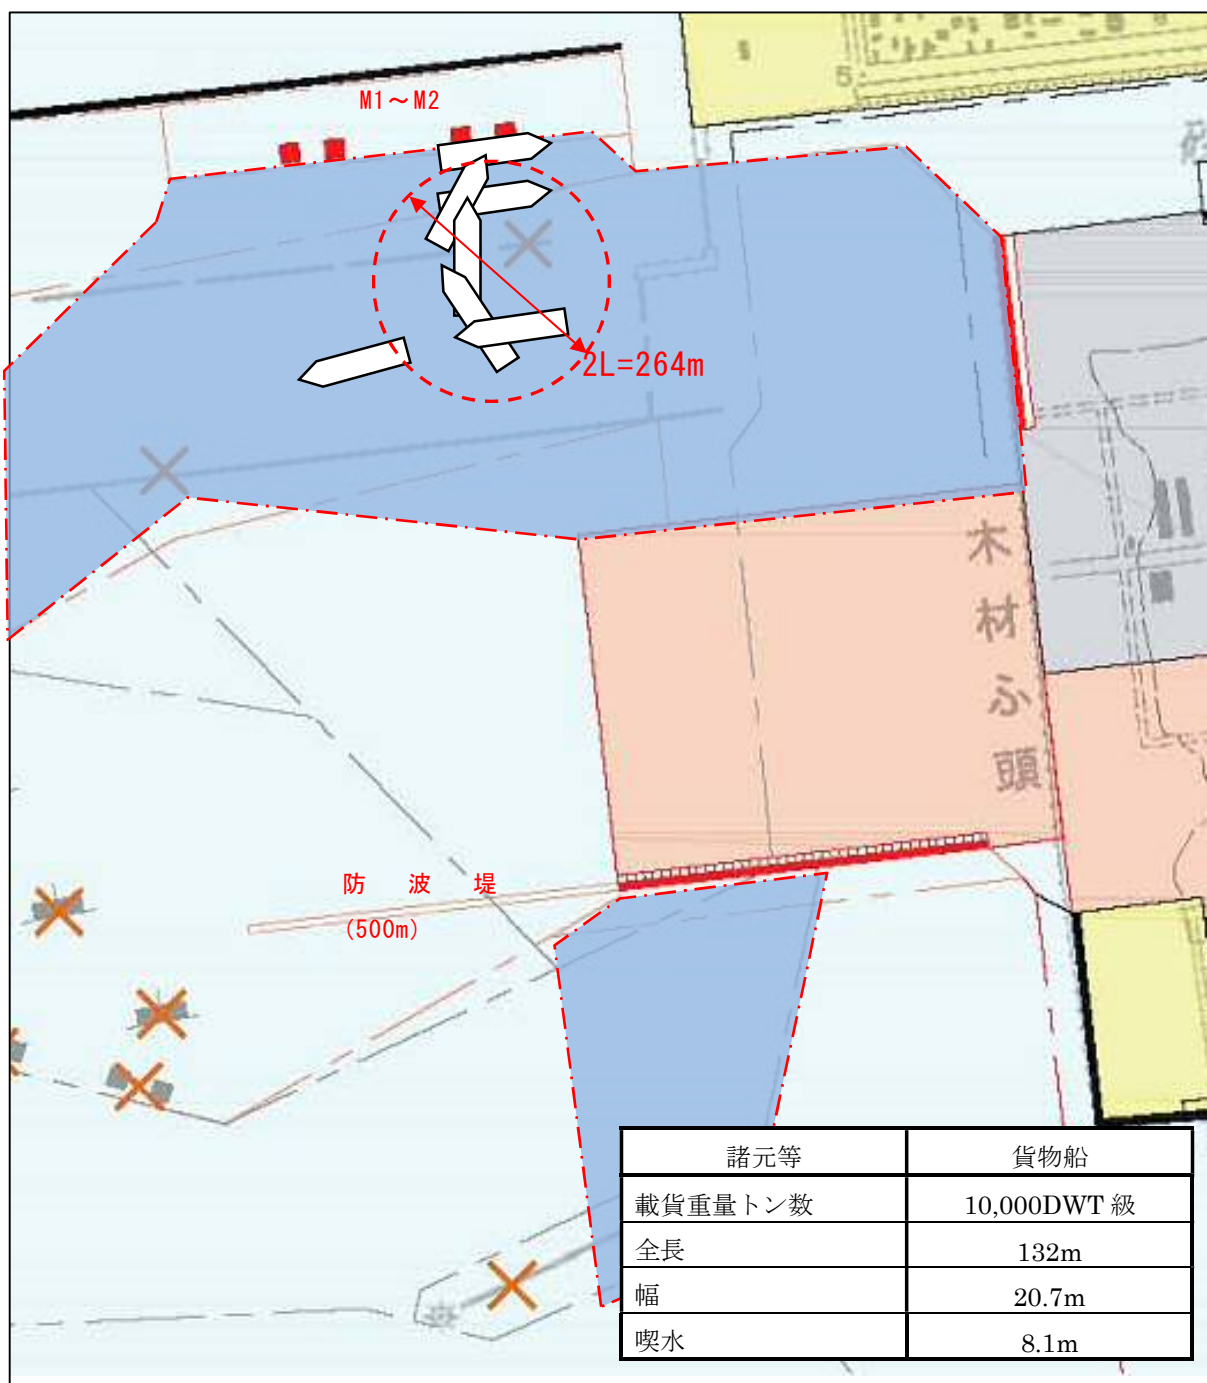 M1～M2
5
2L=264m
木材ふ頭
防波堤
(500m)
諸元等 貨物船
載貨重量トン数 10,000DWT 級
全長 132m
幅 20.7m
喫水 8.1m